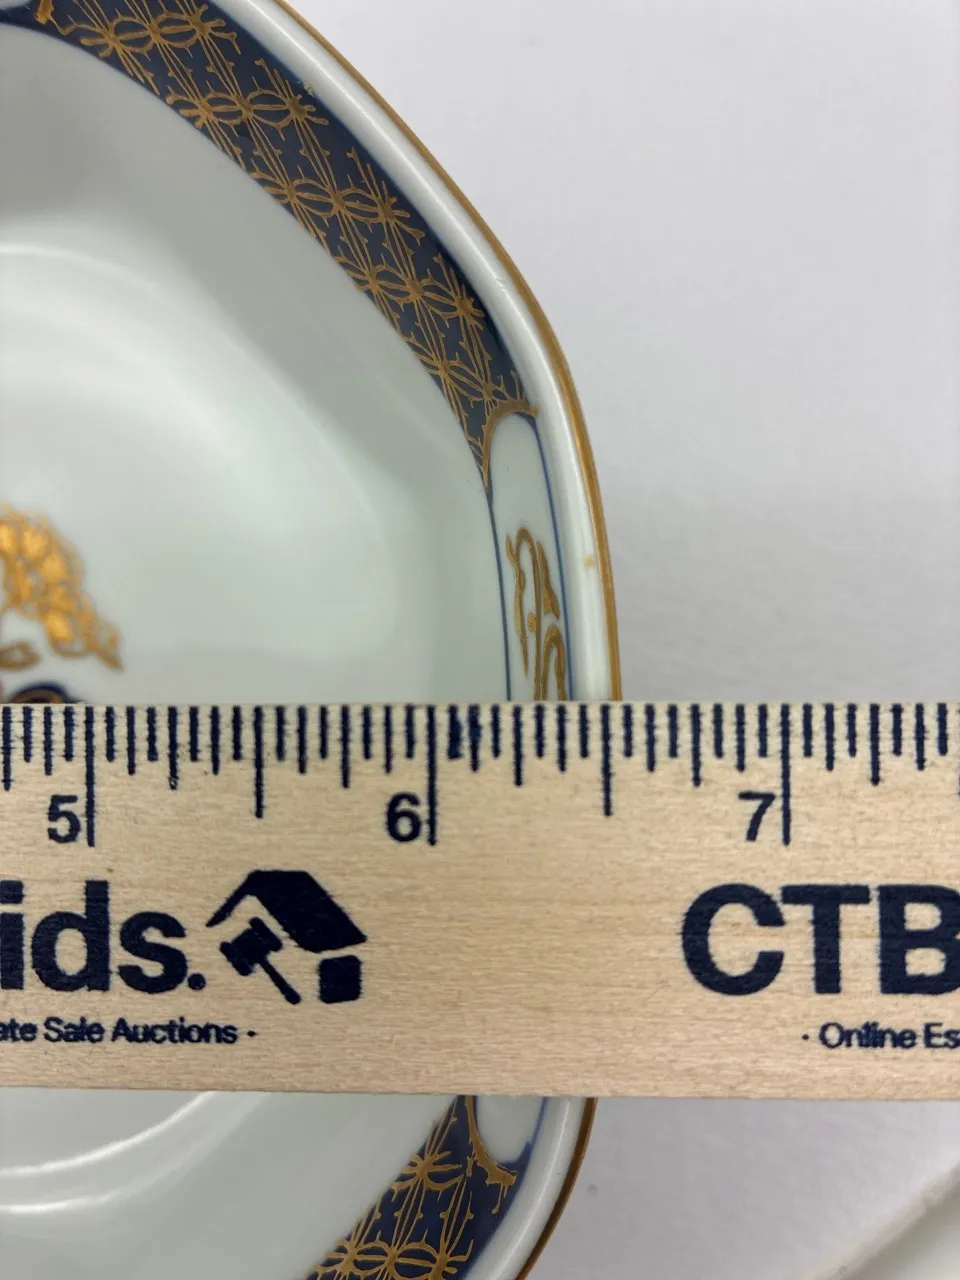 5 6 7
ids. CTB
ate Sale Auctions · · Online Es